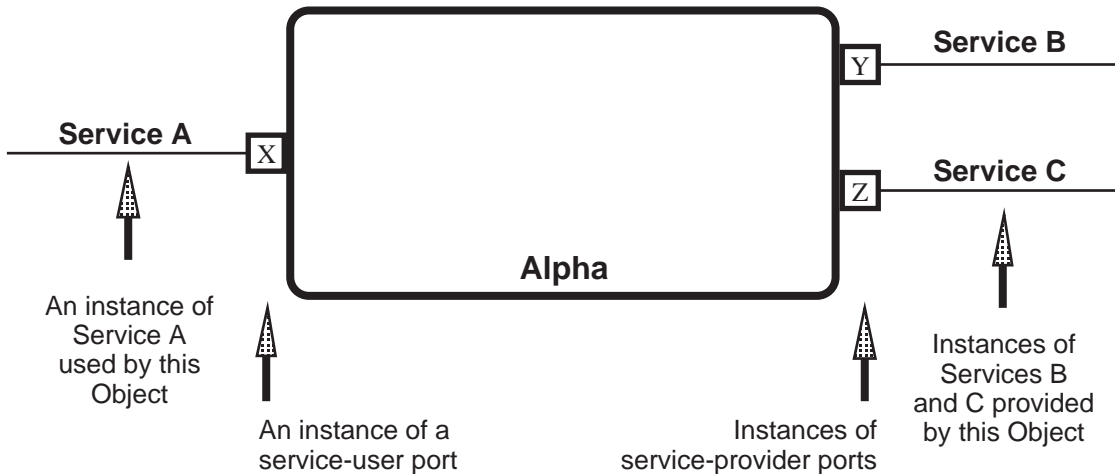 Service B
Y
Service A
X
Service C
Z
Alpha
An instance of
Service A
used by this
Object
Instances of
Services B
and C provided
by this Object
An instance of a
service-user port
Instances of
service-provider ports